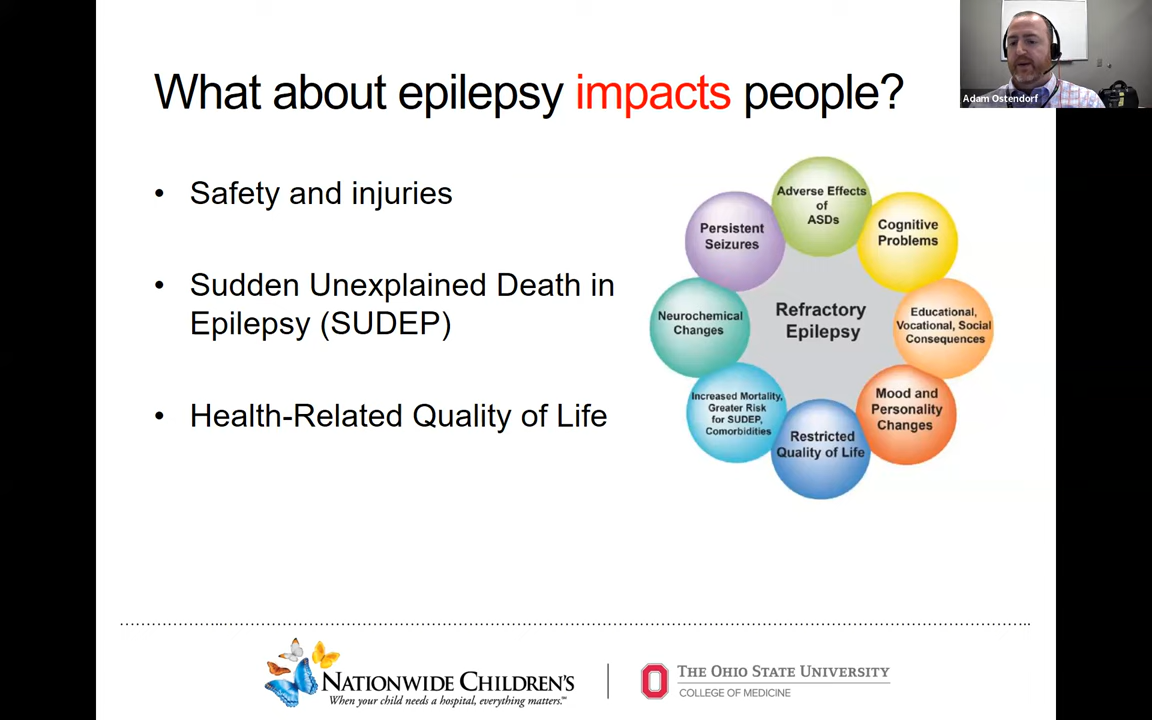 What about epilepsy impacts people?
Adam Ostendorf
• Safety and injuries
• Sudden Unexplained Death in
Epilepsy (SUDEP)
• Health-Related Quality of Life
Adverse Effects
of
ASDs
Cognitive
Problems
Educational,
Vocational, Social
Consequences
Mood and
Personality
Changes
Restricted
Quality of Life
Increased Mortality,
Greater Risk
for SUDEP,
Comorbidities
Neurochemical
Changes
Persistent
Seizures
Refractory
Epilepsy
NATIONWIDE CHILDREN'S
When your child needs a hospital, everything matters.℠
THE OHIO STATE UNIVERSITY
COLLEGE OF MEDICINE